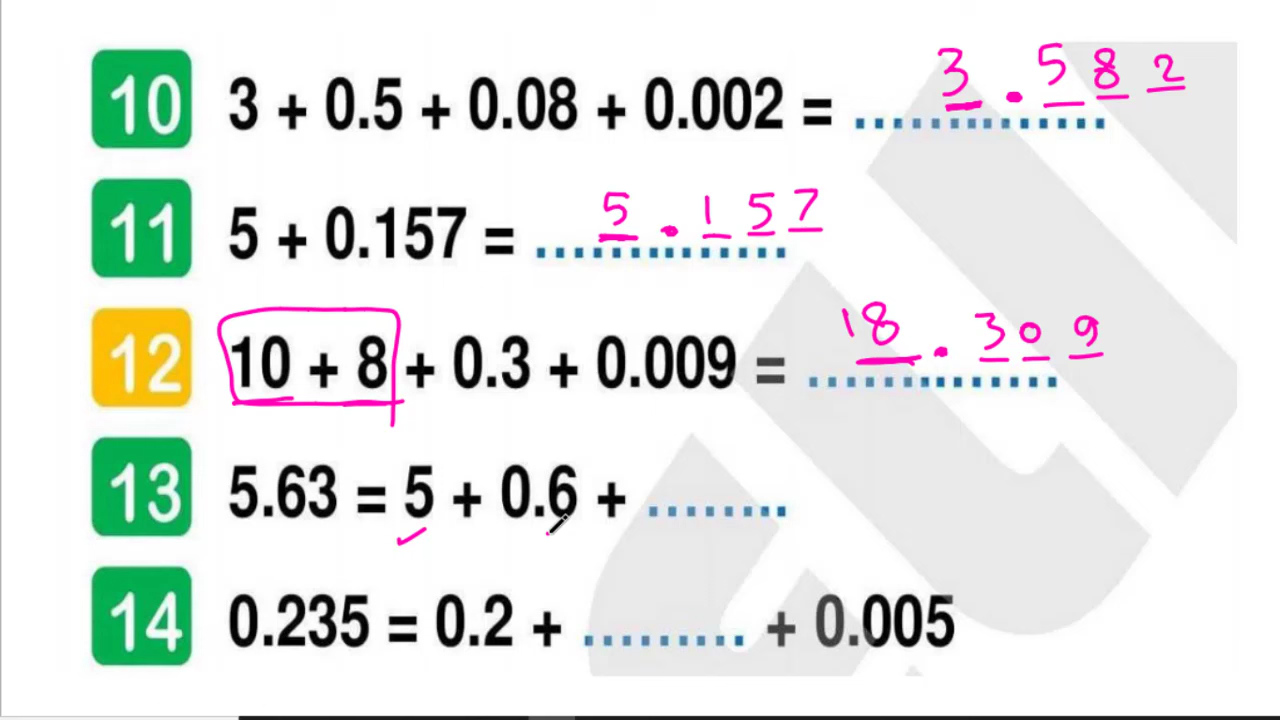 10 3 + 0.5 + 0.08 + 0.002 = 3.582
11 5 + 0.157 = 5.157
12 10 + 8 + 0.3 + 0.009 = 18.309
13 5.63 = 5 + 0.6 + ........
14 0.235 = 0.2 + ......... + 0.005